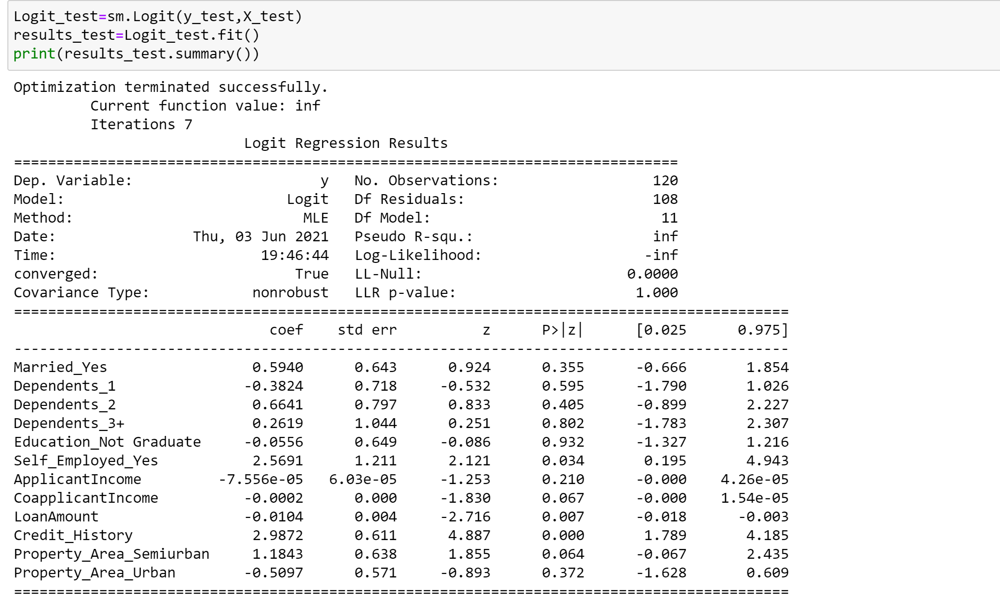 Logit_test=sm.Logit(y_test,X_test)
results_test=Logit_test.fit()
print(results_test.summary())
Optimization terminated successfully.
         Current function value: inf
         Iterations 7
                           Logit Regression Results
==============================================================================
Dep. Variable:                      y   No. Observations:                  120
Model:                          Logit   Df Residuals:                      108
Method:                           MLE   Df Model:                           11
Date:                Thu, 03 Jun 2021   Pseudo R-squ.:                     inf
Time:                        19:46:44   Log-Likelihood:                   -inf
converged:                       True   LL-Null:                        0.0000
Covariance Type:            nonrobust   LLR p-value:                     1.000
===========================================================================================
                              coef    std err          z      P>|z|      [0.025      0.975]
-------------------------------------------------------------------------------------------
Married_Yes                 0.5940      0.643      0.924      0.355      -0.666       1.854
Dependents_1               -0.3824      0.718     -0.532      0.595      -1.790       1.026
Dependents_2                0.6641      0.797      0.833      0.405      -0.899       2.227
Dependents_3+               0.2619      1.044      0.251      0.802      -1.783       2.307
Education_Not Graduate     -0.0556      0.649     -0.086      0.932      -1.327       1.216
Self_Employed_Yes           2.5691      1.211      2.121      0.034       0.195       4.943
ApplicantIncome         -7.556e-05   6.03e-05     -1.253      0.210      -0.000    4.26e-05
CoapplicantIncome          -0.0002      0.000     -1.830      0.067      -0.000    1.54e-05
LoanAmount                 -0.0104      0.004     -2.716      0.007      -0.018      -0.003
Credit_History              2.9872      0.611      4.887      0.000       1.789       4.185
Property_Area_Semiurban     1.1843      0.638      1.855      0.064      -0.067       2.435
Property_Area_Urban        -0.5097      0.571     -0.893      0.372      -1.628       0.609
===========================================================================================